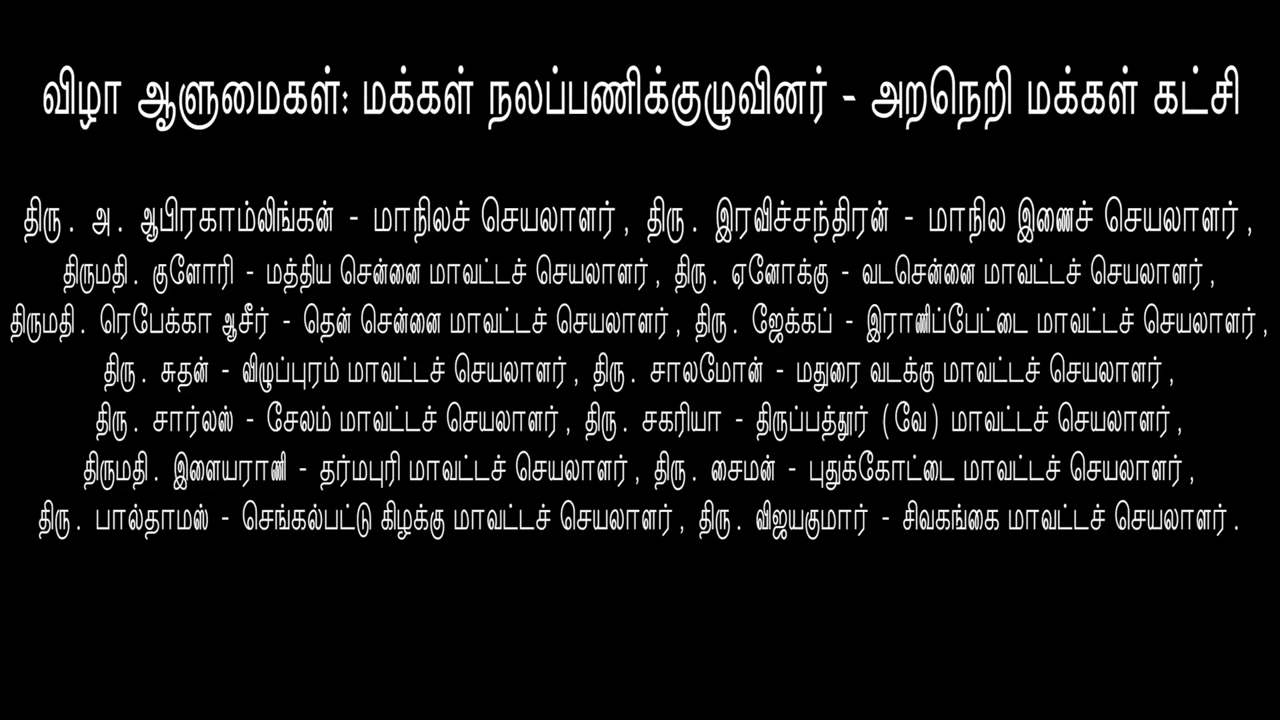 விழா ஆளுமைகள்: மக்கள் நலப்பணிக்குழுவினர் - அறநெறி மக்கள் கட்சி
திரு. அ. ஆபிரகாம்லிங்கன் - மாநிலச் செயலாளர், திரு. இரவிச்சந்திரன் - மாநில இணைச் செயலாளர்,
திருமதி. குளோரி - மத்திய சென்னை மாவட்டச் செயலாளர், திரு. ஏனோக்கு - வடசென்னை மாவட்டச் செயலாளர்,
திருமதி. ரெபேக்கா ஆசீர் - தென் சென்னை மாவட்டச் செயலாளர், திரு. ஜேக்கப் - இராணிப்பேட்டை மாவட்டச் செயலாளர்,
திரு. சுதன் - விழுப்புரம் மாவட்டச் செயலாளர், திரு. சாலமோன் - மதுரை வடக்கு மாவட்டச் செயலாளர்,
திரு. சார்லஸ் - சேலம் மாவட்டச் செயலாளர், திரு. சகரியா - திருப்பத்தூர் (வே) மாவட்டச் செயலாளர்,
திருமதி. இளையராணி - தர்மபுரி மாவட்டச் செயலாளர், திரு. சைமன் - புதுக்கோட்டை மாவட்டச் செயலாளர்,
திரு. பால்தாமஸ் - செங்கல்பட்டு கிழக்கு மாவட்டச் செயலாளர், திரு. விஜயகுமார் - சிவகங்கை மாவட்டச் செயலாளர்.